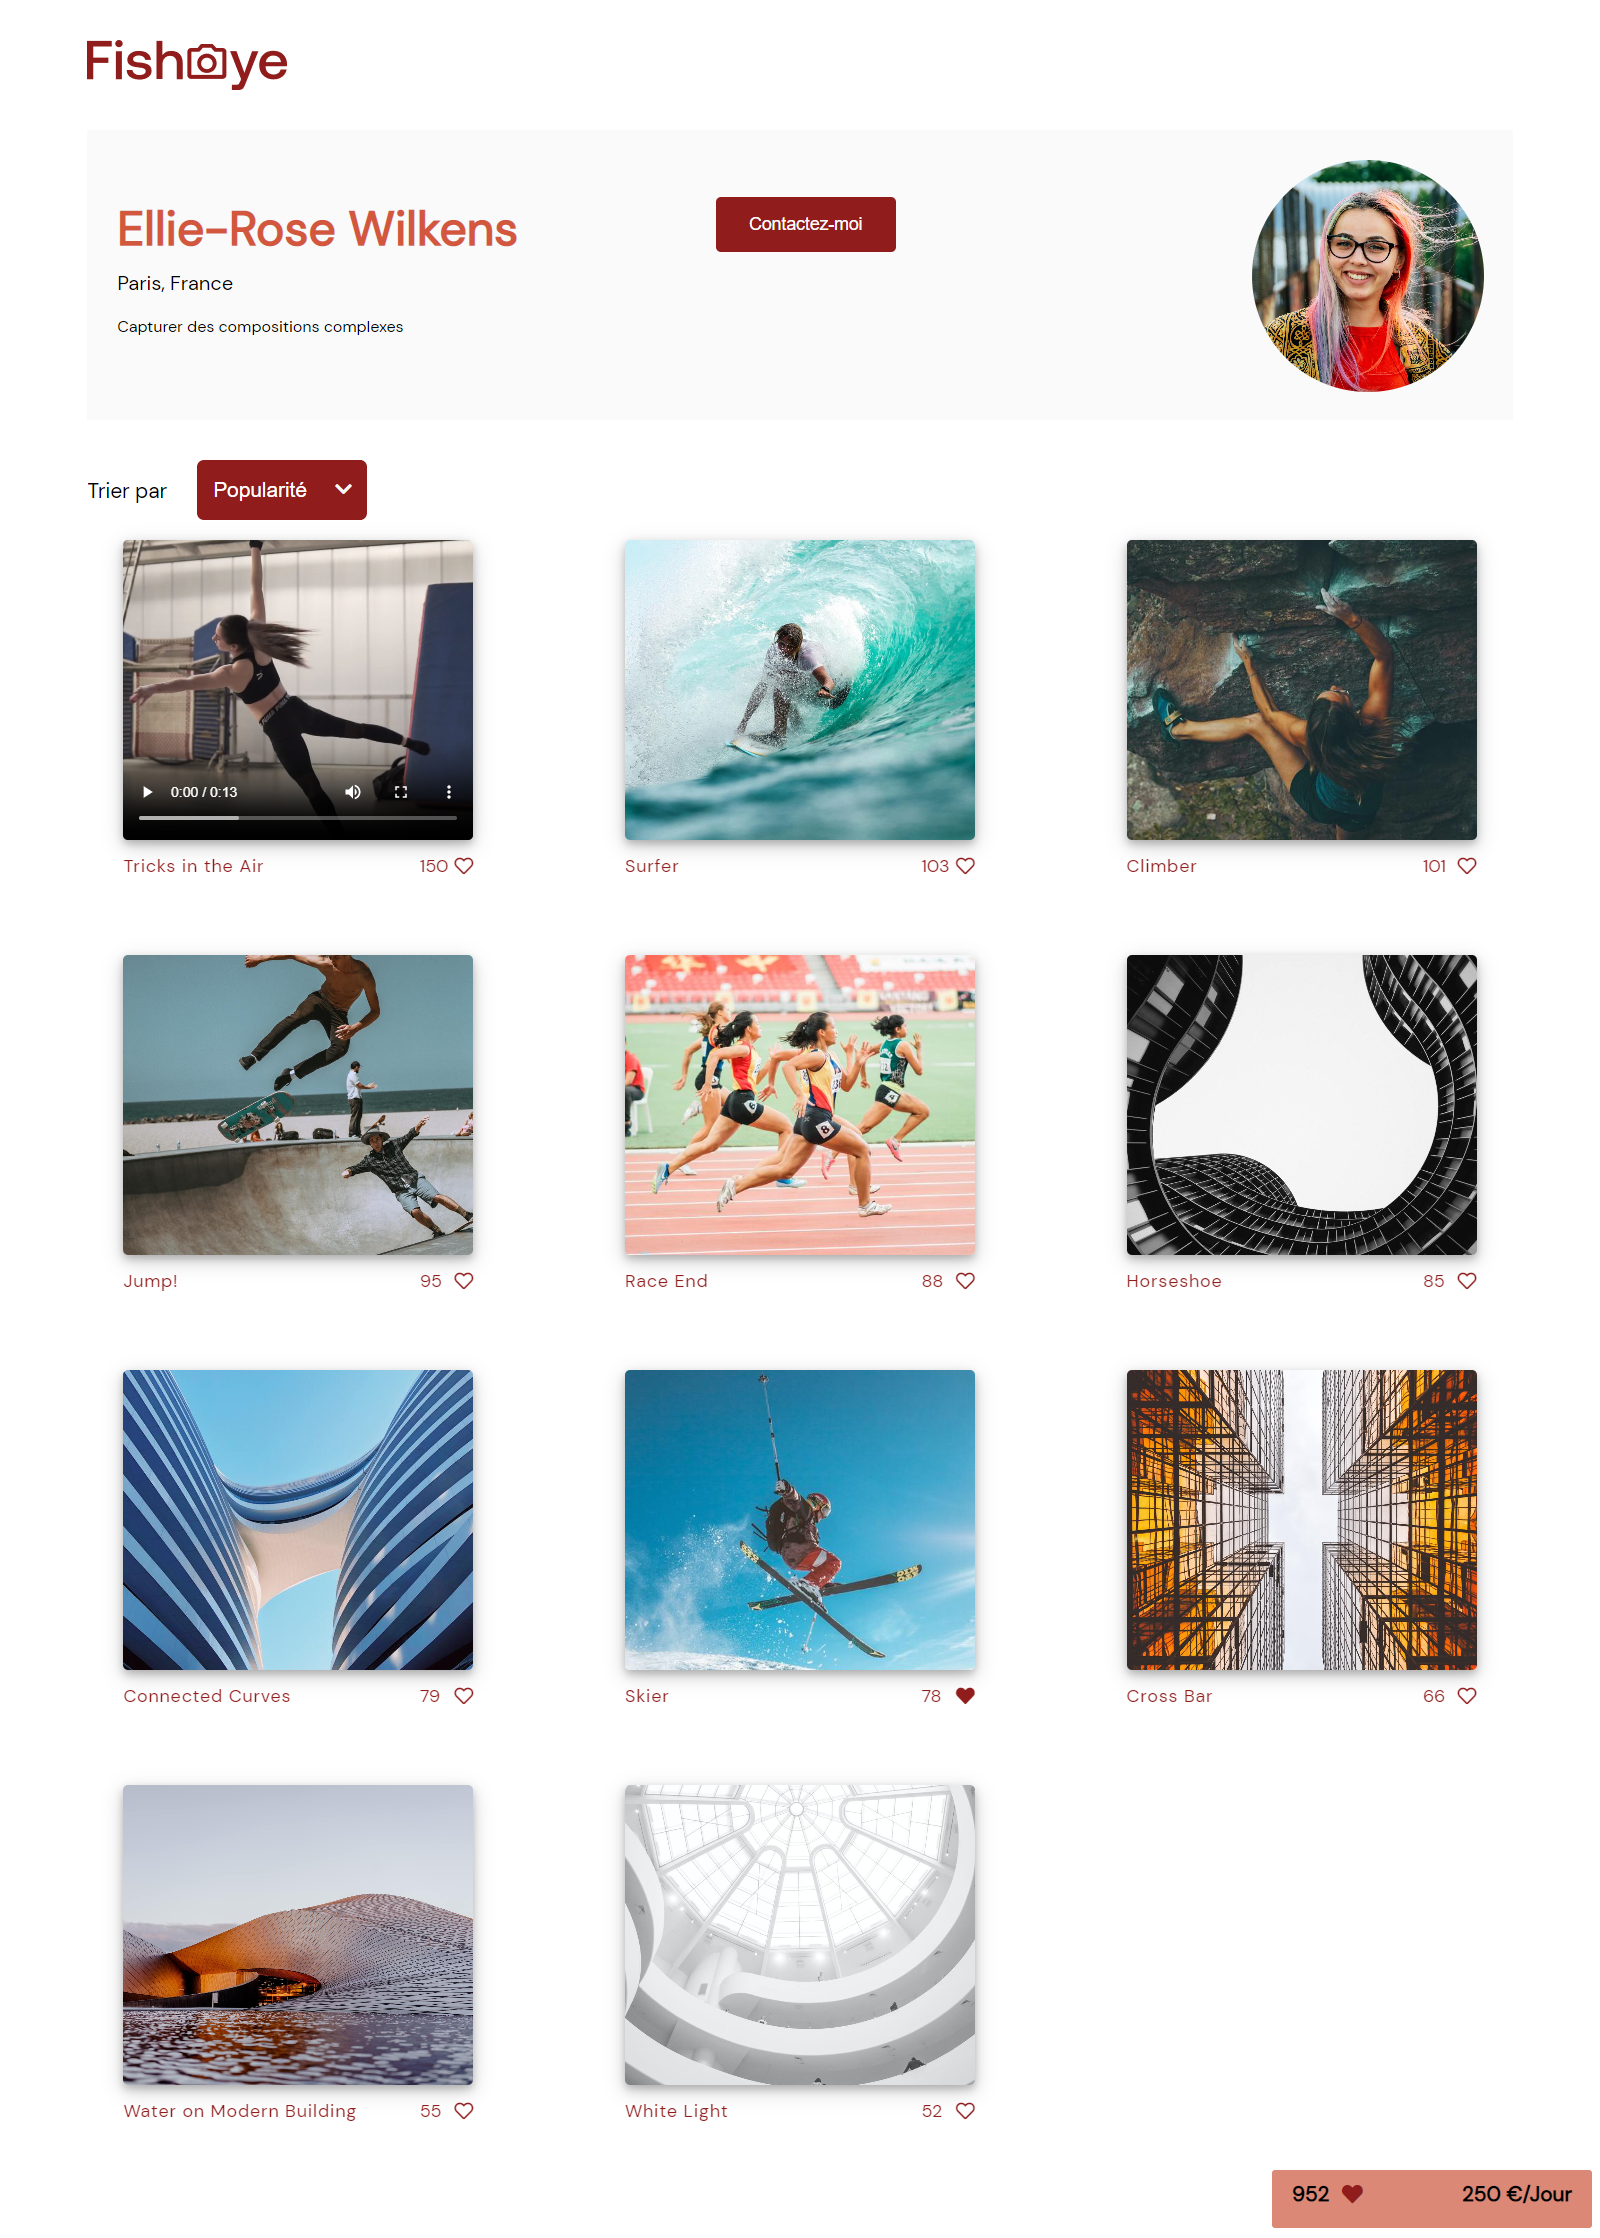 Fisheye
Ellie-Rose Wilkens
Contactez-moi
Paris, France
Capturer des compositions complexes
Trier par
Popularité
0:00 / 0:13
Tricks in the Air
150
Surfer
103
Climber
101
Jump!
95
Race End
88
Horseshoe
85
Connected Curves
79
Skier
78
Cross Bar
66
Water on Modern Building
55
White Light
52
952
250 €/Jour